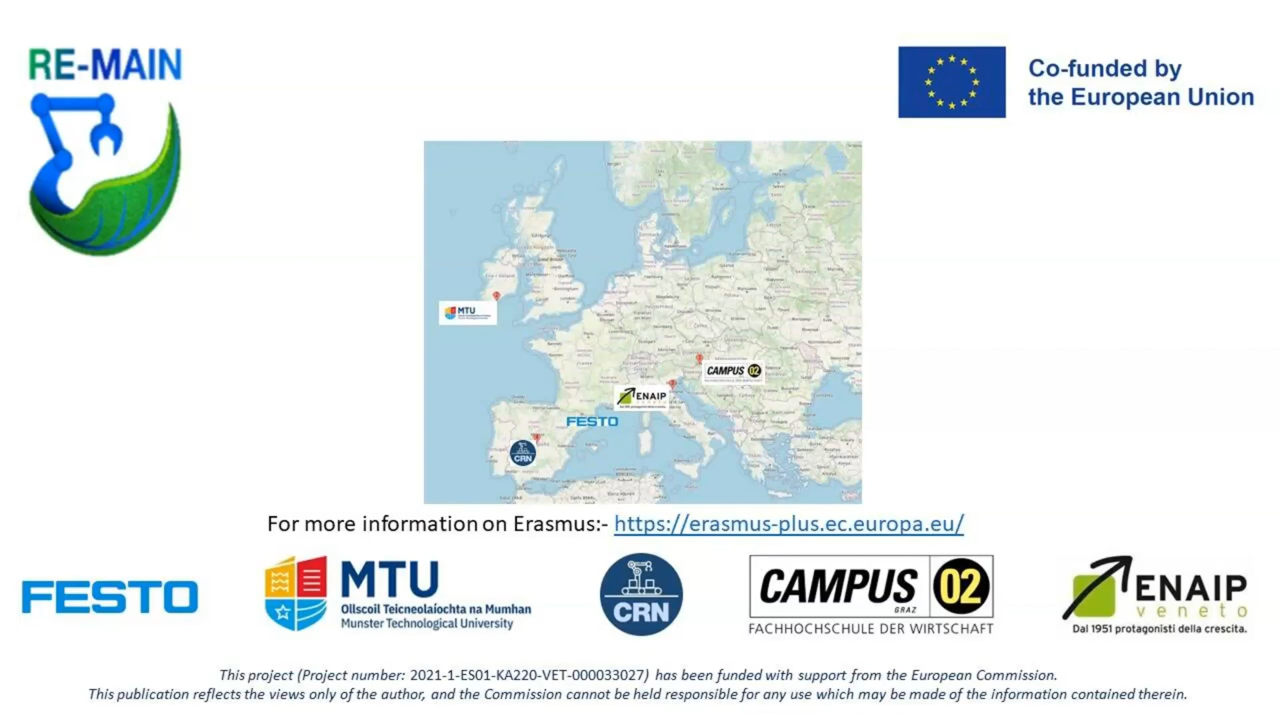 RE-MAIN
Co-funded by
the European Union
MTU
CAMPUS 02
ENAIP
FESTO
CRN
For more information on Erasmus:- https://erasmus-plus.ec.europa.eu/
FESTO
MTU
Ollscoil Teicneolaíochta na Mumhan
Munster Technological University
CRN
CAMPUS 02
GRAZ
FACHHOCHSCHULE DER WIRTSCHAFT
ENAIP
veneto
Dal 1951 protagonisti della crescita.
This project (Project number: 2021-1-ES01-KA220-VET-000033027) has been funded with support from the European Commission.
This publication reflects the views only of the author, and the Commission cannot be held responsible for any use which may be made of the information contained therein.